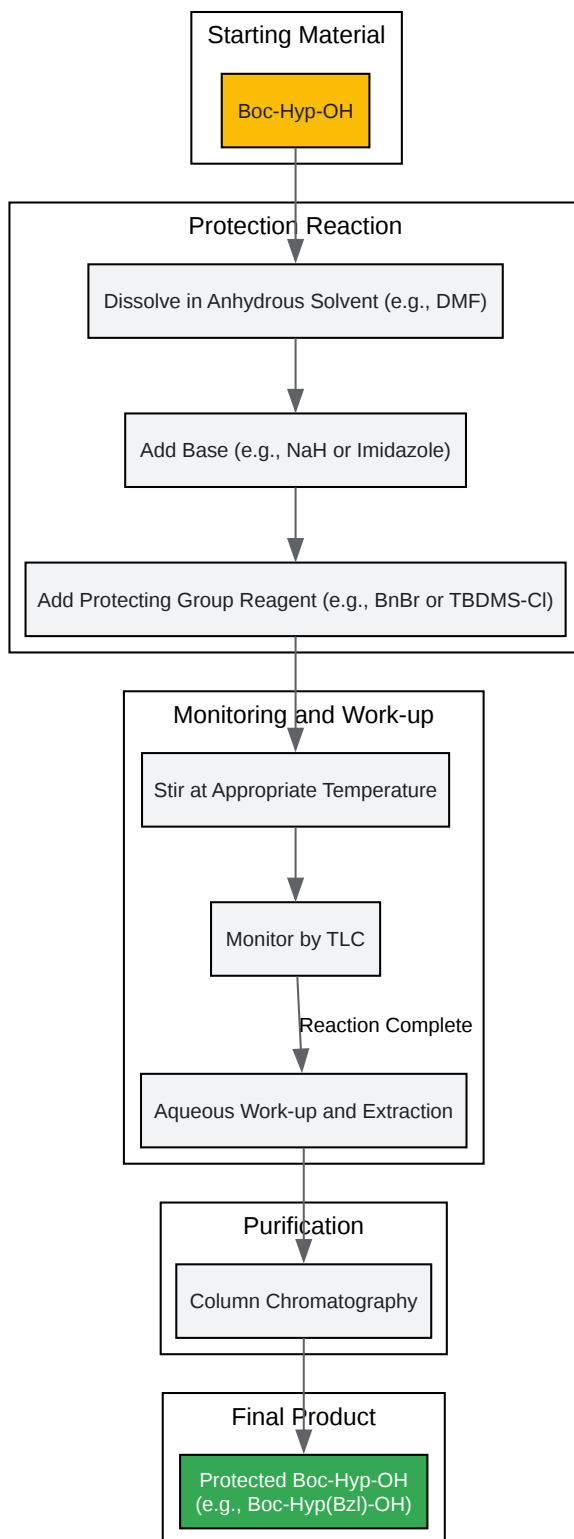 Starting Material
Boc-Hyp-OH
Protection Reaction
Dissolve in Anhydrous Solvent (e.g., DMF)
Add Base (e.g., NaH or Imidazole)
Add Protecting Group Reagent (e.g., BnBr or TBDMS-Cl)
Monitoring and Work-up
Stir at Appropriate Temperature
Monitor by TLC
Reaction Complete
Aqueous Work-up and Extraction
Purification
Column Chromatography
Final Product
Protected Boc-Hyp-OH
(e.g., Boc-Hyp(Bzl)-OH)